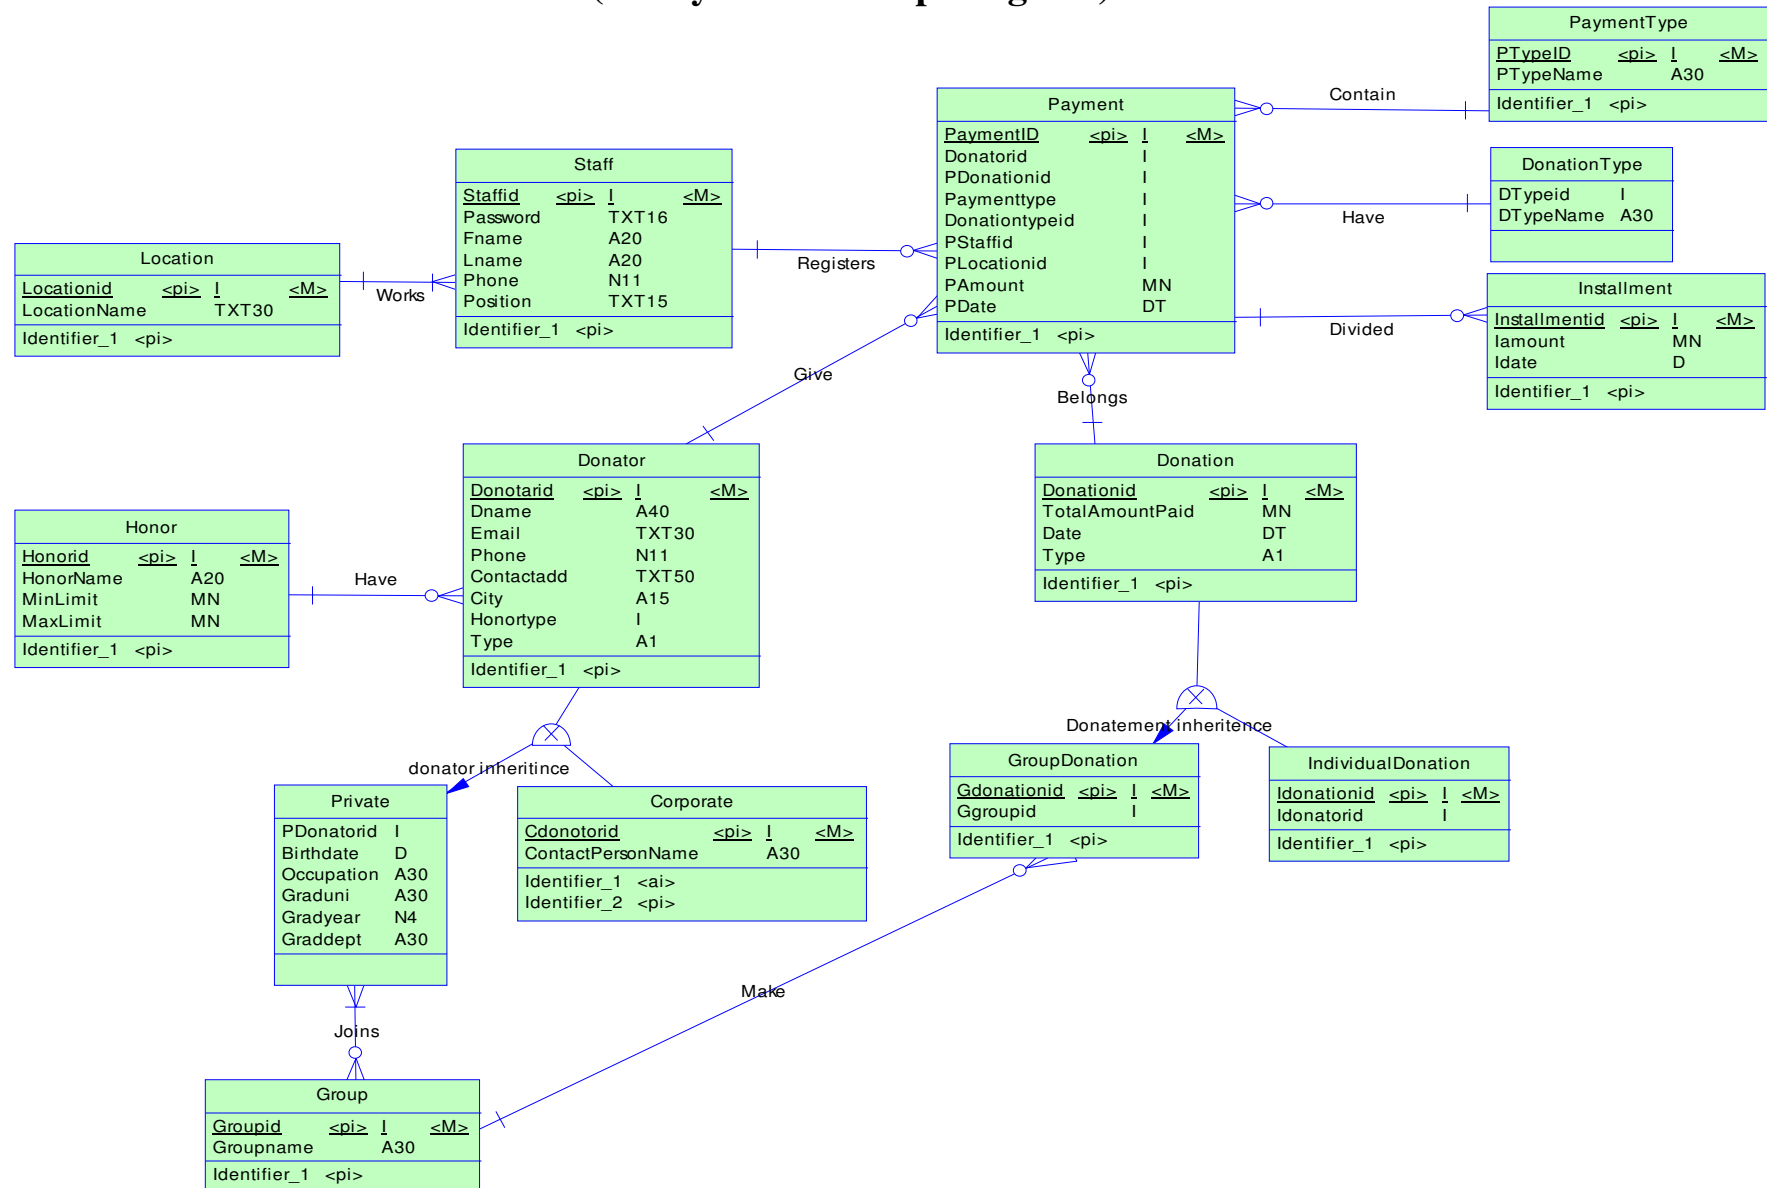 PaymentType
PTypeID <pi> I <M>
PTypeName A30
Identifier_1 <pi>
Contain
Payment
PaymentID <pi> I <M>
Donatorid I
PDonationid I
Paymenttype I
Donationtypeid I
PStaffid I
PLocationid I
PAmount MN
PDate DT
Identifier_1 <pi>
DonationType
DTypeid I
DTypeName A30
Have
Staff
Staffid <pi> I <M>
Password TXT16
Fname A20
Lname A20
Phone N11
Position TXT15
Identifier_1 <pi>
Registers
Location
Locationid <pi> I <M>
LocationName TXT30
Identifier_1 <pi>
Works
Installment
Installmentid <pi> I <M>
Iamount MN
Idate D
Identifier_1 <pi>
Divided
Give
Belongs
Donator
Donotarid <pi> I <M>
Dname A40
Email TXT30
Phone N11
Contactadd TXT50
City A15
Honortype I
Type A1
Identifier_1 <pi>
Donation
Donationid <pi> I <M>
TotalAmountPaid MN
Date DT
Type A1
Identifier_1 <pi>
Honor
Honorid <pi> I <M>
HonorName A20
MinLimit MN
MaxLimit MN
Identifier_1 <pi>
Have
Donatement inheritence
donator inheritince
GroupDonation
Gdonationid <pi> I <M>
Ggroupid I
Identifier_1 <pi>
IndividualDonation
Idonationid <pi> I <M>
Idonatorid I
Identifier_1 <pi>
Private
PDonatorid I
Birthdate D
Occupation A30
Graduni A30
Gradyear N4
Graddept A30
Corporate
Cdonotorid <pi> I <M>
ContactPersonName A30
Identifier_1 <ai>
Identifier_2 <pi>
Make
Joins
Group
Groupid <pi> I <M>
Groupname A30
Identifier_1 <pi>